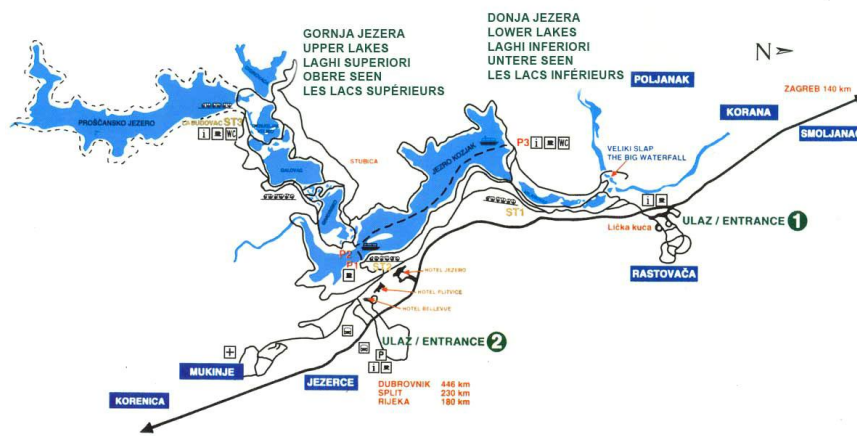 GORNJA JEZERA
UPPER LAKES
LAGHI SUPERIORI
OBERE SEEN
LES LACS SUPÉRIEURS
DONJA JEZERA
LOWER LAKES
LAGHI INFERIORI
UNTERE SEEN
LES LACS INFÉRIEURS
N
POLJANAK
ZAGREB 140 km
KORANA
SMOLJANAC
PROŠČANSKO JEZERO
ST3
i WC
STUBICA
JEZERO KOZJAK
P3
i WC
VELIKI SLAP
THE BIG WATERFALL
ST1
i
ULAZ / ENTRANCE 1
Lička kuća
RASTOVAČA
P2
P1
ST2
HOTEL JEZERO
HOTEL PLITVICE
HOTEL BELLEVUE
ULAZ / ENTRANCE 2
P
i
MUKINJE
JEZERCE
KORENICA
DUBROVNIK 446 km
SPLIT 230 km
RIJEKA 180 km